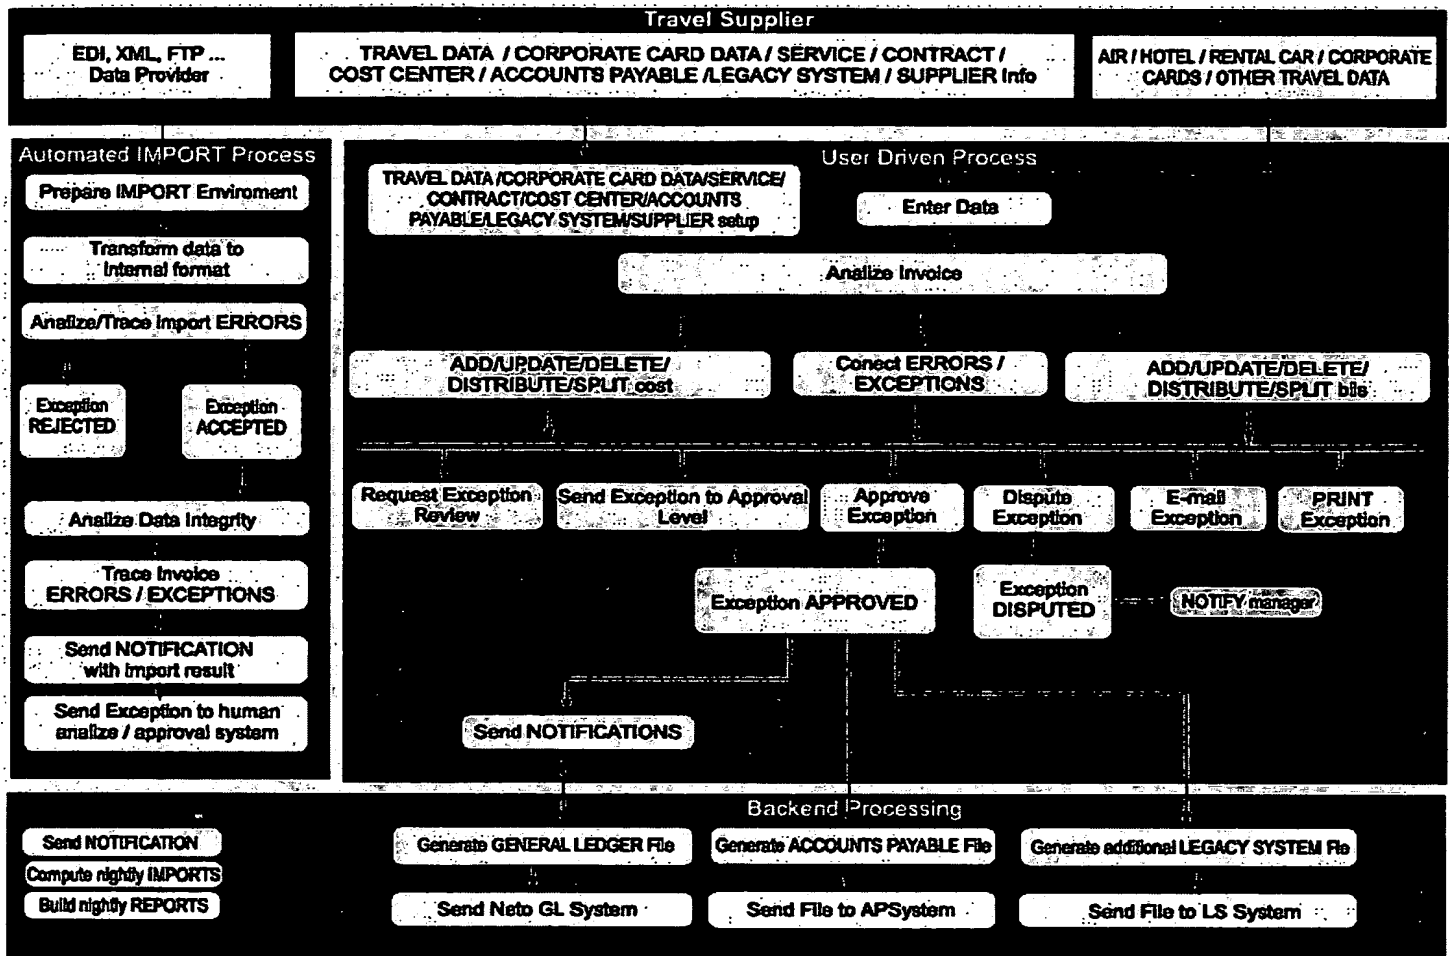 Travel Supplier
EDI, XML, FTP ...
Data Provider
TRAVEL DATA / CORPORATE CARD DATA / SERVICE / CONTRACT /
COST CENTER / ACCOUNTS PAYABLE /LEGACY SYSTEM / SUPPLIER Info
AIR / HOTEL / RENTAL CAR / CORPORATE
CARDS / OTHER TRAVEL DATA
Automated IMPORT Process
Prepare IMPORT Enviroment
Transform data to
Internal format
Analize/Trace Import ERRORS
Exception
REJECTED
Exception
ACCEPTED
Analize Data Integrity
Trace Invoice
ERRORS / EXCEPTIONS
Send NOTIFICATION
with import result
Send Exception to human
analize / approval system
User Driven Process
TRAVEL DATA /CORPORATE CARD DATA/SERVICE/
CONTRACT/COST CENTER/ACCOUNTS
PAYABLE/LEGACY SYSTEM/SUPPLIER setup
Enter Data
Analize Invoice
ADD/UPDATE/DELETE/
DISTRIBUTE/SPLIT cost
Conect ERRORS /
EXCEPTIONS
ADD/UPDATE/DELETE/
DISTRIBUTE/SPLIT bile
Request Exception
Review
Send Exception to Approval
Level
Approve
Exception
Dispute
Exception
E-mail
Exception
PRINT
Exception
Exception APPROVED
Exception
DISPUTED
NOTIFY manager
Send NOTIFICATIONS
Backend Processing
Send NOTIFICATION
Compute nightly IMPORTS
Build nightly REPORTS
Generate GENERAL LEDGER File
Generate ACCOUNTS PAYABLE File
Generate additional LEGACY SYSTEM Fle
Send Neto GL System
Send File to APSystem
Send File to LS System